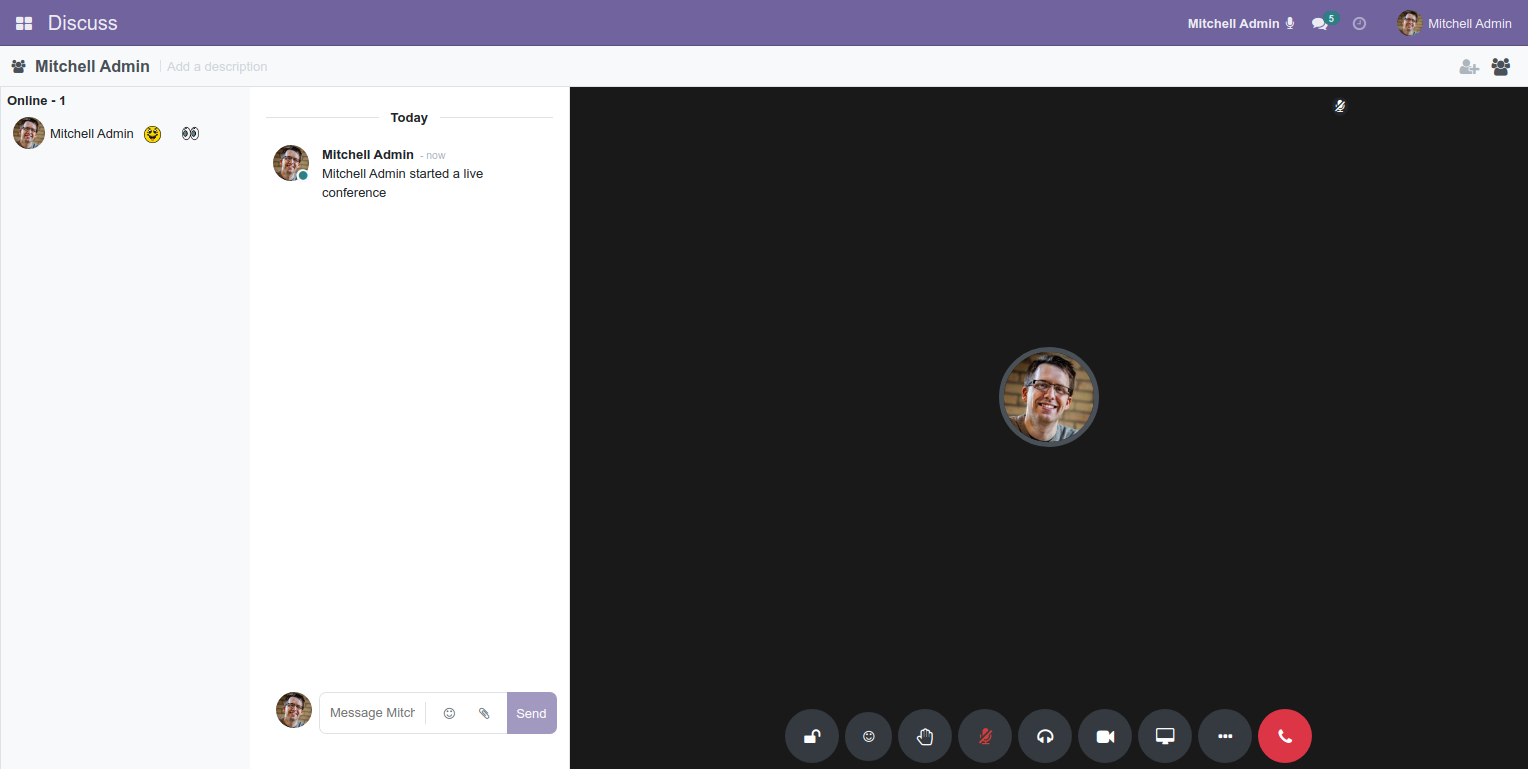 Discuss
Mitchell Admin
5
Mitchell Admin
Mitchell Admin
Add a description
Online - 1
Mitchell Admin
Today
Mitchell Admin - now
Mitchell Admin started a live
conference
Message Mitch
Send